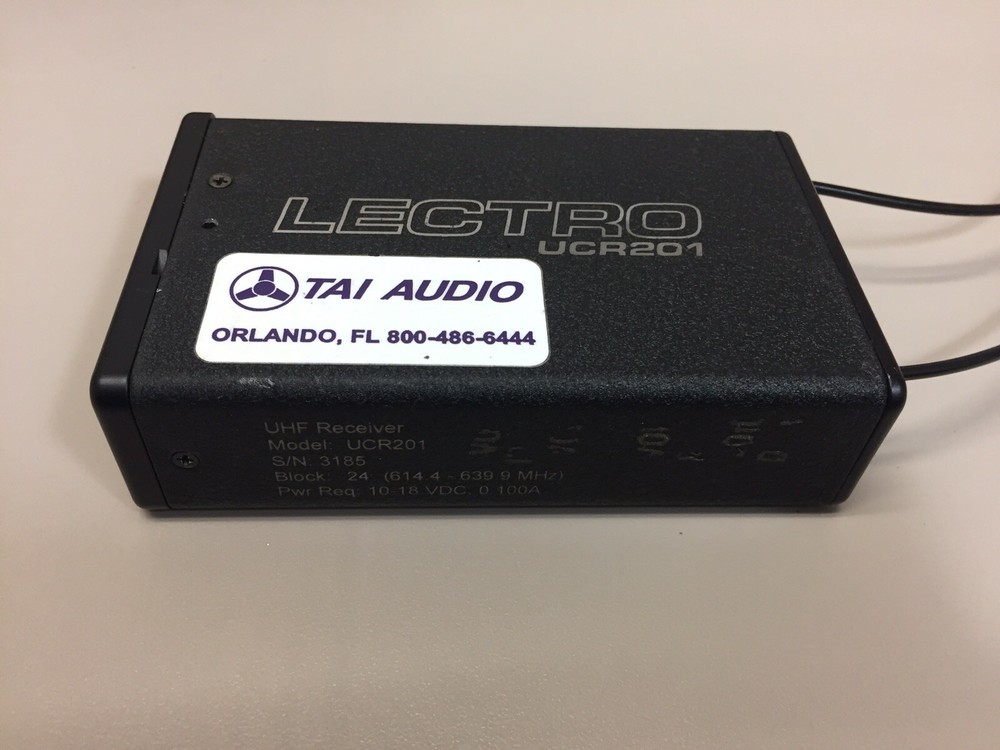 LECTRO
UCR201
TAI AUDIO
ORLANDO, FL 800-486-6444
UHF Receiver
Model: UCR201
S/N: 3185
Block: 24 (614.4 - 639.9 MHz)
Pwr Req: 10-18 VDC, 0.100A